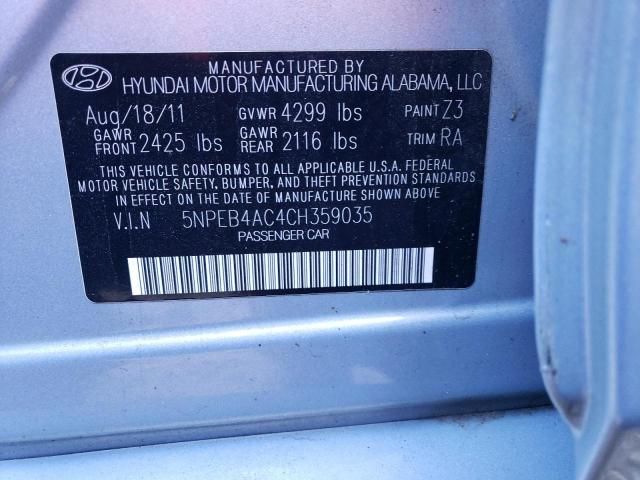 MANUFACTURED BY
HYUNDAI MOTOR MANUFACTURING ALABAMA, LLC
Aug/18/11 GVWR 4299 lbs PAINT Z3
GAWR FRONT 2425 lbs GAWR REAR 2116 lbs TRIM RA
THIS VEHICLE CONFORMS TO ALL APPLICABLE U.S.A. FEDERAL
MOTOR VEHICLE SAFETY, BUMPER, AND THEFT PREVENTION STANDARDS
IN EFFECT ON THE DATE OF MANUFACTURE SHOWN ABOVE
V.I.N 5NPEB4AC4CH359035
PASSENGER CAR